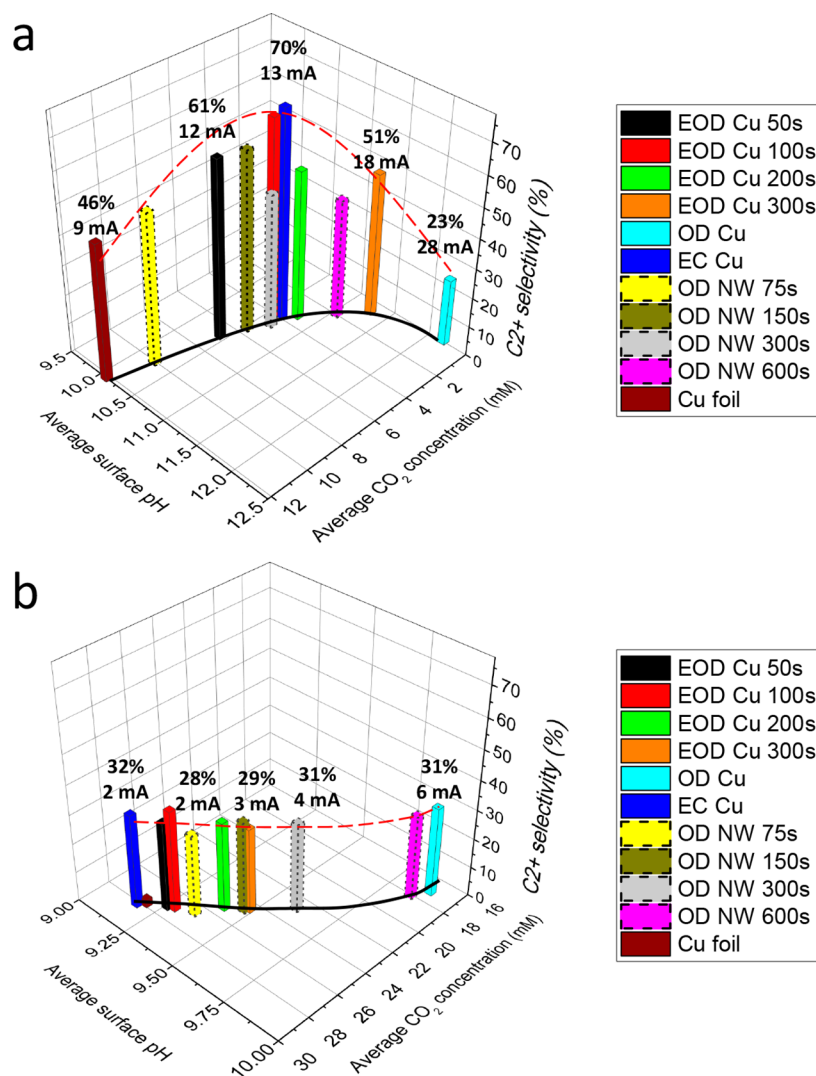 a
70%
13 mA
61%
12 mA
51%
18 mA
46%
9 mA
23%
28 mA
70
60
50
40
30
20
10
0
C2+ selectivity (%)
9.5
10.0
10.5
11.0
11.5
12.0
12.5
Average surface pH
12
10
8
6
4
2
Average CO₂ concentration (mM)
EOD Cu 50s
EOD Cu 100s
EOD Cu 200s
EOD Cu 300s
OD Cu
EC Cu
OD NW 75s
OD NW 150s
OD NW 300s
OD NW 600s
Cu foil
b
32%
2 mA
28%
2 mA
29%
3 mA
31%
4 mA
31%
6 mA
70
60
50
40
30
20
10
0
C2+ selectivity (%)
9.00
9.25
9.50
9.75
10.00
Average surface pH
30
28
26
24
22
20
18
16
Average CO₂ concentration (mM)
EOD Cu 50s
EOD Cu 100s
EOD Cu 200s
EOD Cu 300s
OD Cu
EC Cu
OD NW 75s
OD NW 150s
OD NW 300s
OD NW 600s
Cu foil